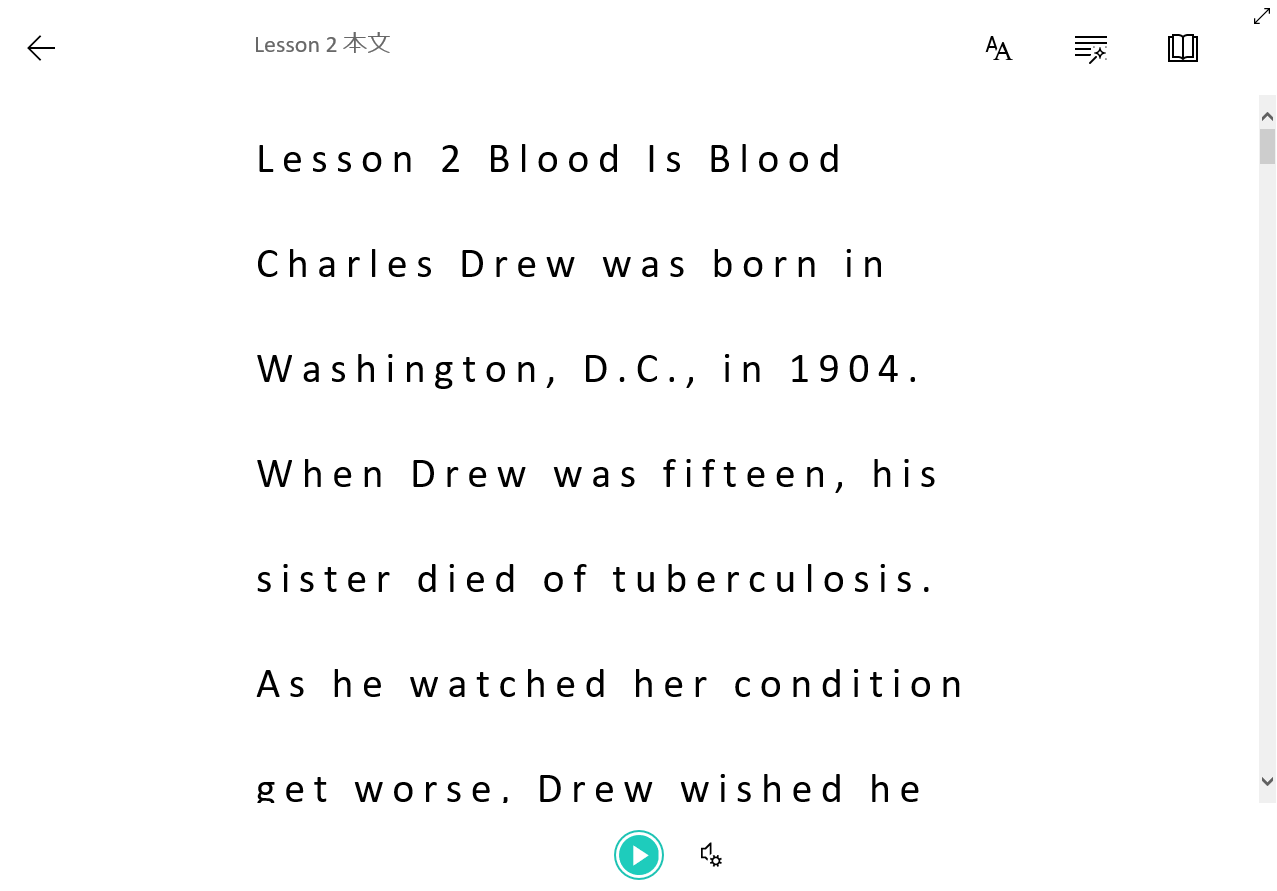 Lesson 2 本文
Lesson 2 Blood Is Blood
Charles Drew was born in
Washington, D.C., in 1904.
When Drew was fifteen, his
sister died of tuberculosis.
As he watched her condition
get worse, Drew wished he